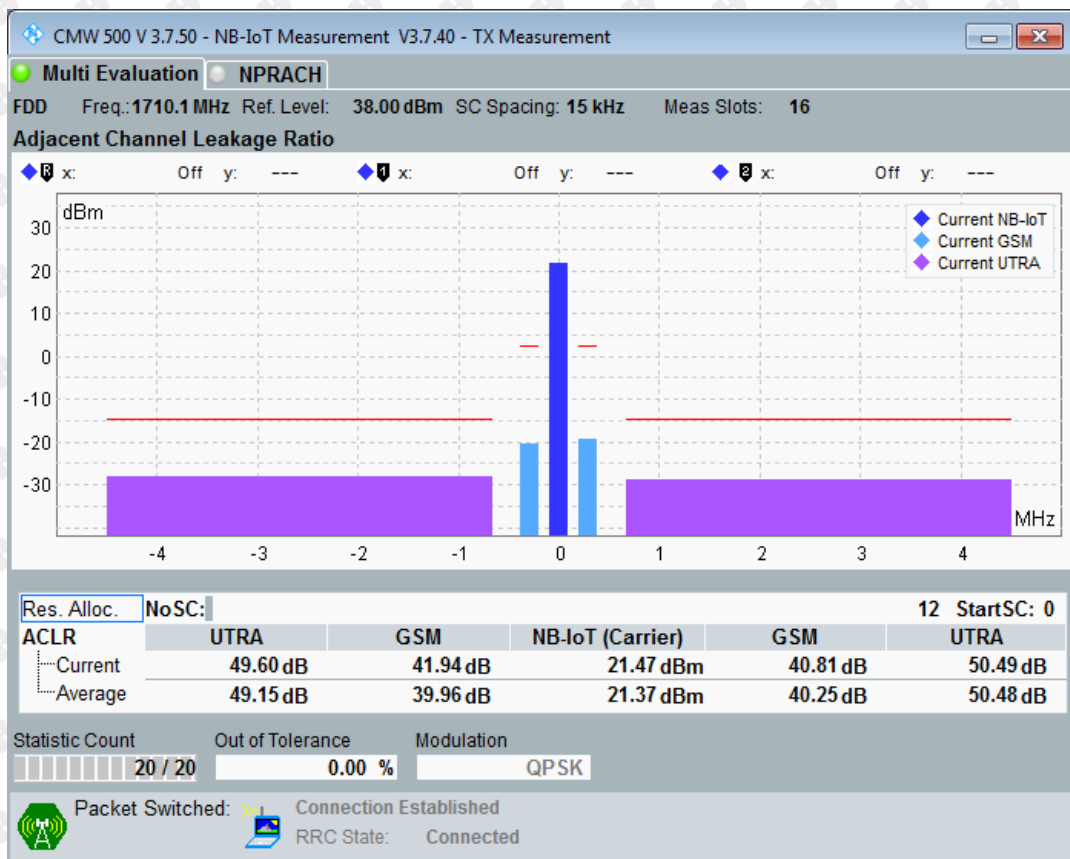 CMW 500 V 3.7.50 - NB-IoT Measurement V3.7.40 - TX Measurement
Multi Evaluation NPRACH
FDD Freq.: 1710.1 MHz Ref. Level: 38.00 dBm SC Spacing: 15 kHz Meas Slots: 16
Adjacent Channel Leakage Ratio
R x: Off y: --- 1 x: Off y: --- 2 x: Off y: ---
dBm
Current NB-IoT
Current GSM
Current UTRA
30
20
10
0
-10
-20
-30
MHz
-4 -3 -2 -1 0 1 2 3 4
Res. Alloc. NoSC: 12 StartSC: 0
ACLR UTRA GSM NB-IoT (Carrier) GSM UTRA
Current 49.60 dB 41.94 dB 21.47 dBm 40.81 dB 50.49 dB
Average 49.15 dB 39.96 dB 21.37 dBm 40.25 dB 50.48 dB
Statistic Count Out of Tolerance Modulation
20 / 20 0.00 % QPSK
Packet Switched: Connection Established
RRC State: Connected